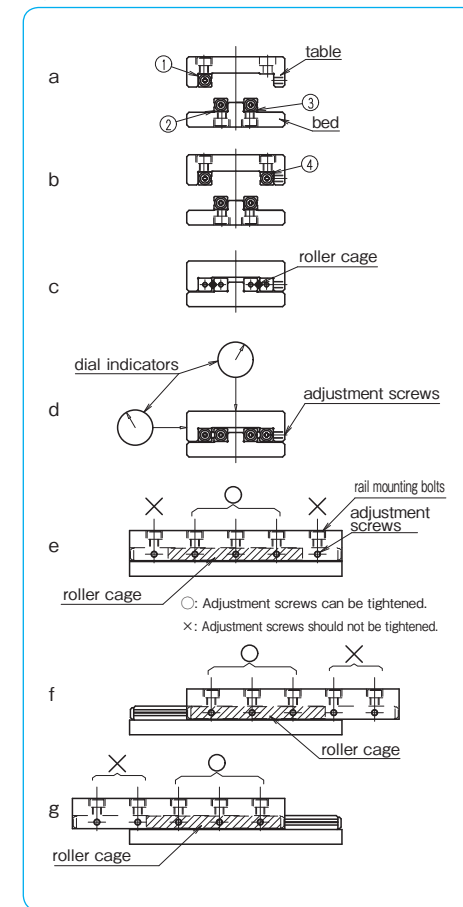 a
①
table
②
③
bed
b
④
c
roller cage
d
dial indicators
adjustment screws
e
×
○
×
rail mounting bolts
adjustment
screws
roller cage
○: Adjustment screws can be tightened.
×: Adjustment screws should not be tightened.
f
○
×
roller cage
g
×
○
roller cage